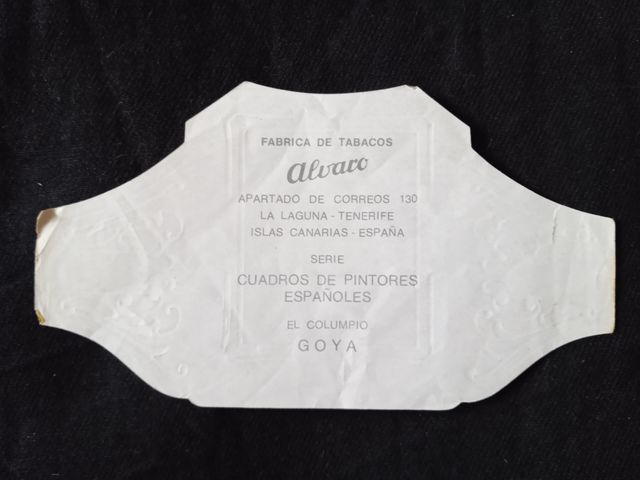 FABRICA DE TABACOS
Alvaro
APARTADO DE CORREOS 130
LA LAGUNA - TENERIFE
ISLAS CANARIAS - ESPAÑA
SERIE
CUADROS DE PINTORES
ESPAÑOLES
EL COLUMPIO
GOYA